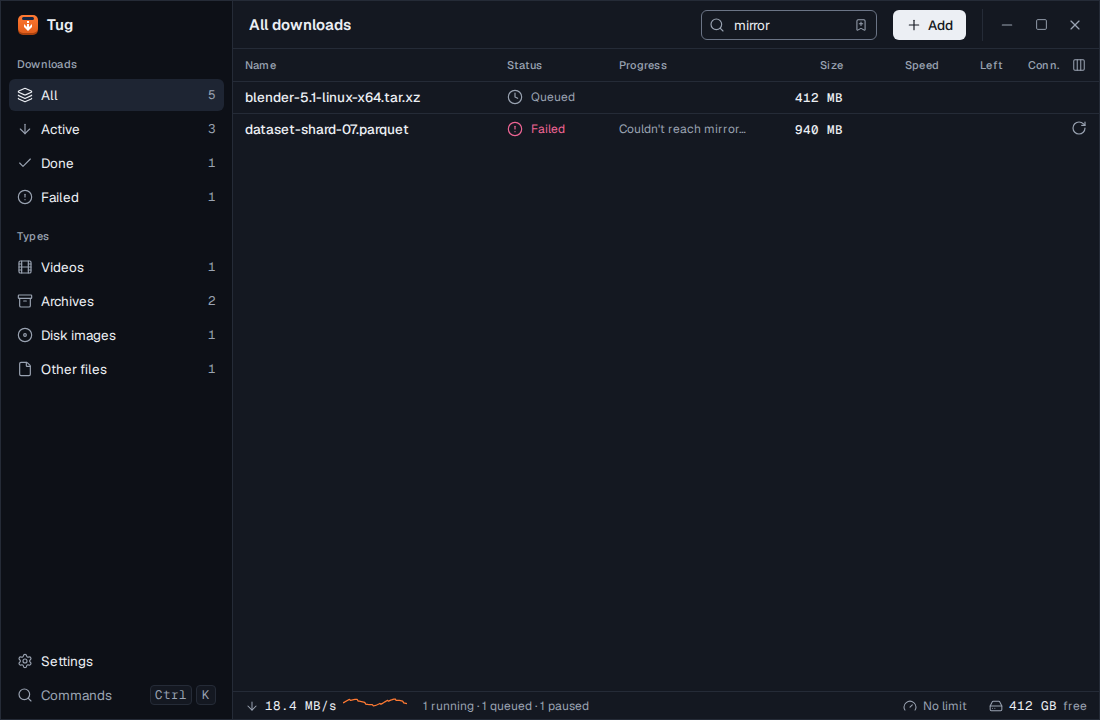 Tug
All downloads
mirror
Add
Downloads
All 5
Active 3
Done 1
Failed 1
Types
Videos 1
Archives 2
Disk images 1
Other files 1
Settings
Commands Ctrl K
Name Status Progress Size Speed Left Conn.
blender-5.1-linux-x64.tar.xz Queued 412 MB
dataset-shard-07.parquet Failed Couldn't reach mirror... 940 MB
18.4 MB/s 1 running · 1 queued · 1 paused No limit 412 GB free